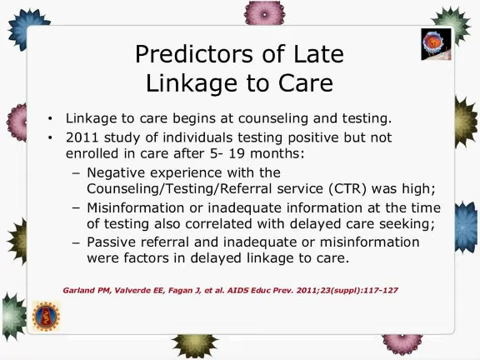 Predictors of Late
Linkage to Care
• Linkage to care begins at counseling and testing.
• 2011 study of individuals testing positive but not
enrolled in care after 5- 19 months:
– Negative experience with the
Counseling/Testing/Referral service (CTR) was high;
– Misinformation or inadequate information at the time
of testing also correlated with delayed care seeking;
– Passive referral and inadequate or misinformation
were factors in delayed linkage to care.
Garland PM, Valverde EE, Fagan J, et al. AIDS Educ Prev. 2011;23(suppl):117-127